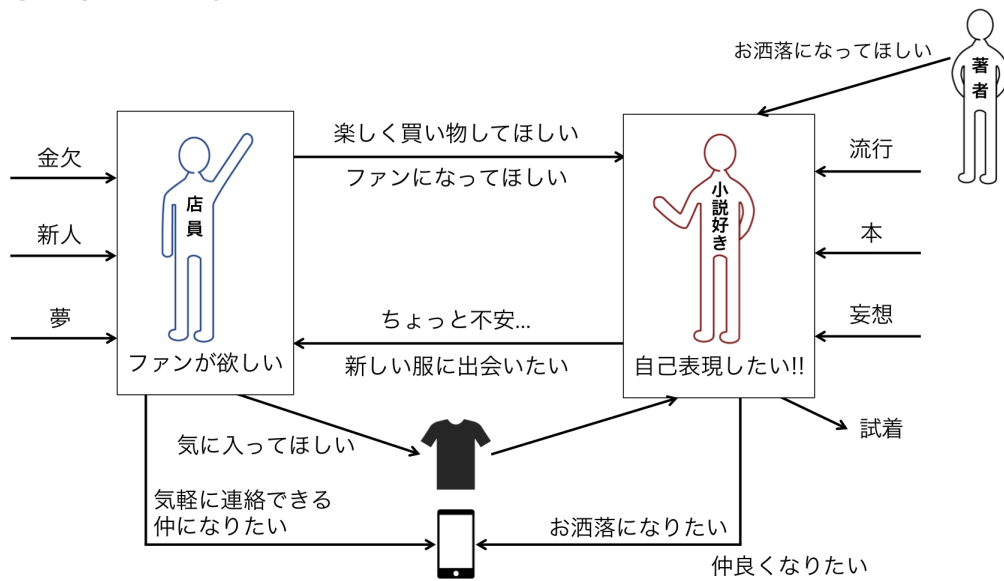 お洒落になってほしい
著者
楽しく買い物してほしい
ファンになってほしい
金欠
新人
夢
店員
ファンが欲しい
小説好き
自己表現したい!!
流行
本
妄想
ちょっと不安...
新しい服に出会いたい
気に入ってほしい
試着
気軽に連絡できる
仲になりたい
お洒落になりたい
仲良くなりたい